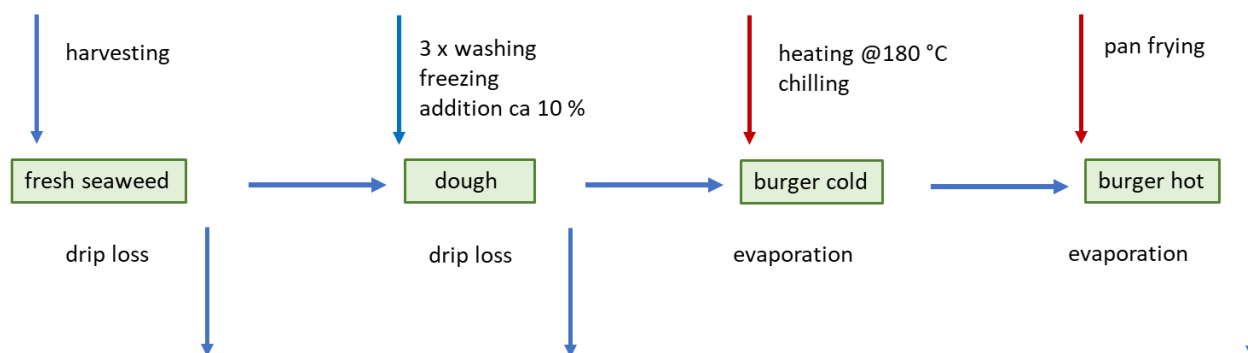 harvesting
3 x washing
freezing
addition ca 10 %
heating @180 °C
chilling
pan frying
fresh seaweed
dough
burger cold
burger hot
drip loss
drip loss
evaporation
evaporation